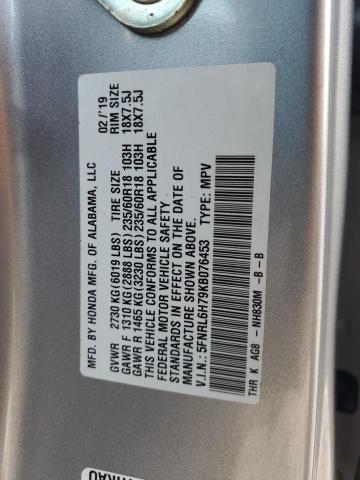 MFD. BY HONDA MFG. OF ALABAMA, LLC 02/'19
GVWR 2730 KG(6019 LBS) TIRE SIZE RIM SIZE
GAWR F 1310 KG(2888 LBS) 235/60R18 103H 18X7.5J
GAWR R 1465 KG(3230 LBS) 235/60R18 103H 18X7.5J
THIS VEHICLE CONFORMS TO ALL APPLICABLE
FEDERAL MOTOR VEHICLE SAFETY
STANDARDS IN EFFECT ON THE DATE OF
MANUFACTURE SHOWN ABOVE.
V.I.N.: 5FNRL6H79KB076453 TYPE: MPV
THR K AG8 - NH830M -B - B